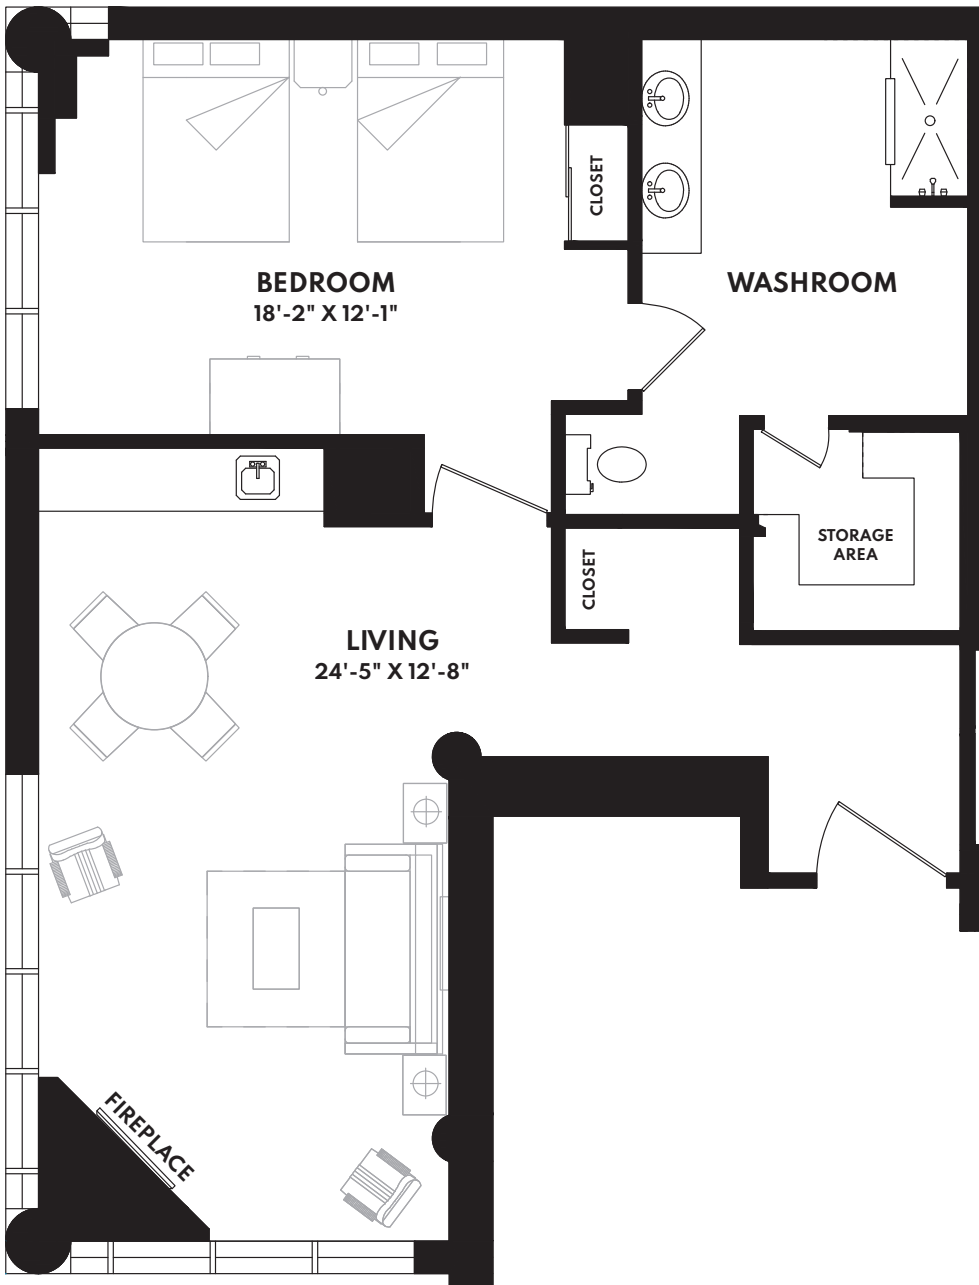 CLOSET
BEDROOM
18'-2" X 12'-1"
WASHROOM
STORAGE
AREA
CLOSET
LIVING
24'-5" X 12'-8"
FIREPLACE